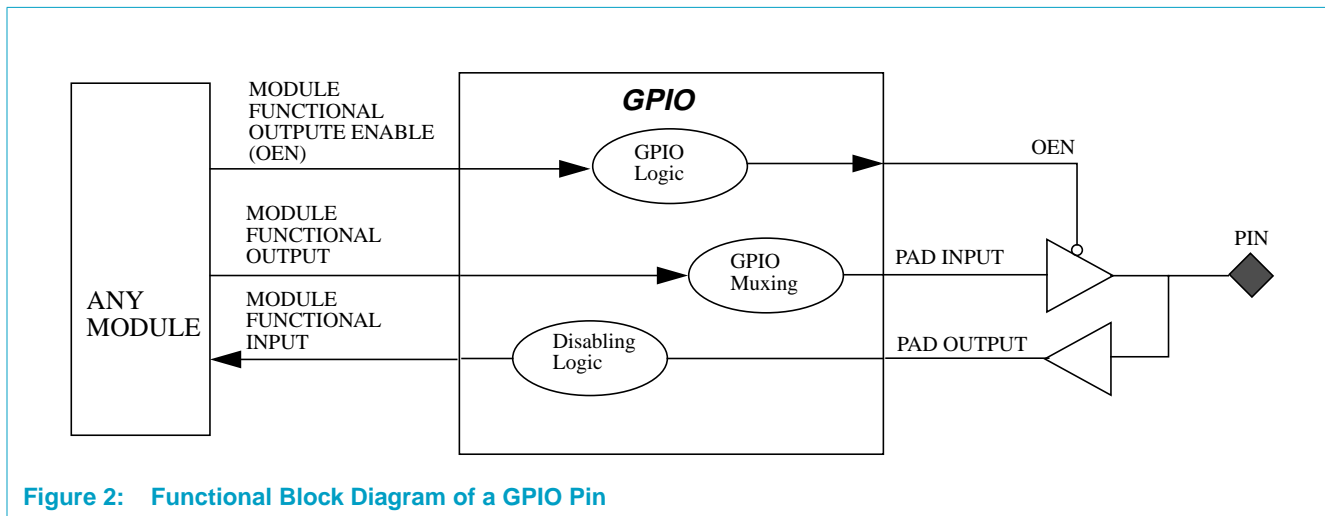 MODULE
FUNCTIONAL
OUTPUTE ENABLE
(OEN)
GPIO
GPIO
Logic
OEN
MODULE
FUNCTIONAL
OUTPUT
GPIO
Muxing
PAD INPUT
PIN
ANY
MODULE
MODULE
FUNCTIONAL
INPUT
Disabling
Logic
PAD OUTPUT
Figure 2: Functional Block Diagram of a GPIO Pin